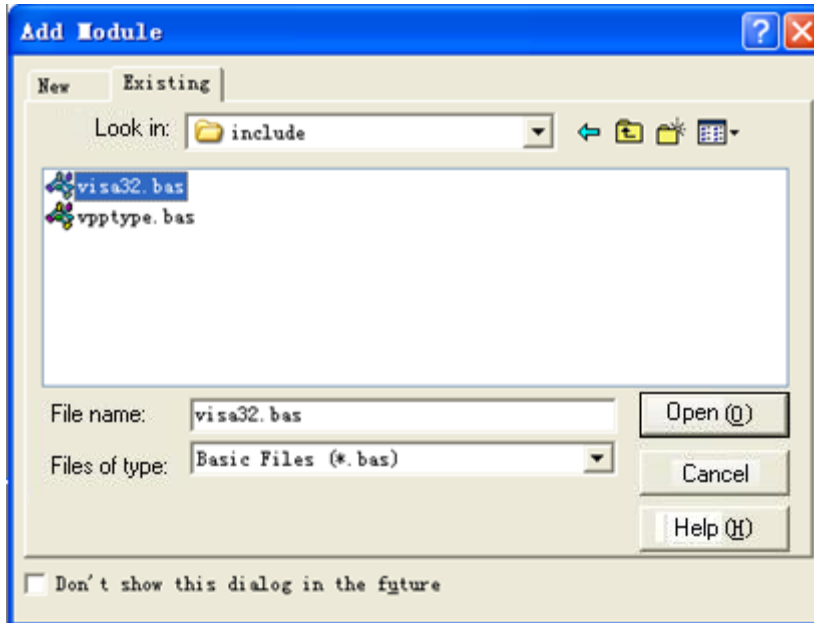 Add Module
New Existing
Look in: include
visa32.bas
vpptype.bas
File name: visa32.bas
Open (O)
Files of type: Basic Files (*.bas)
Cancel
Help (H)
Don't show this dialog in the future